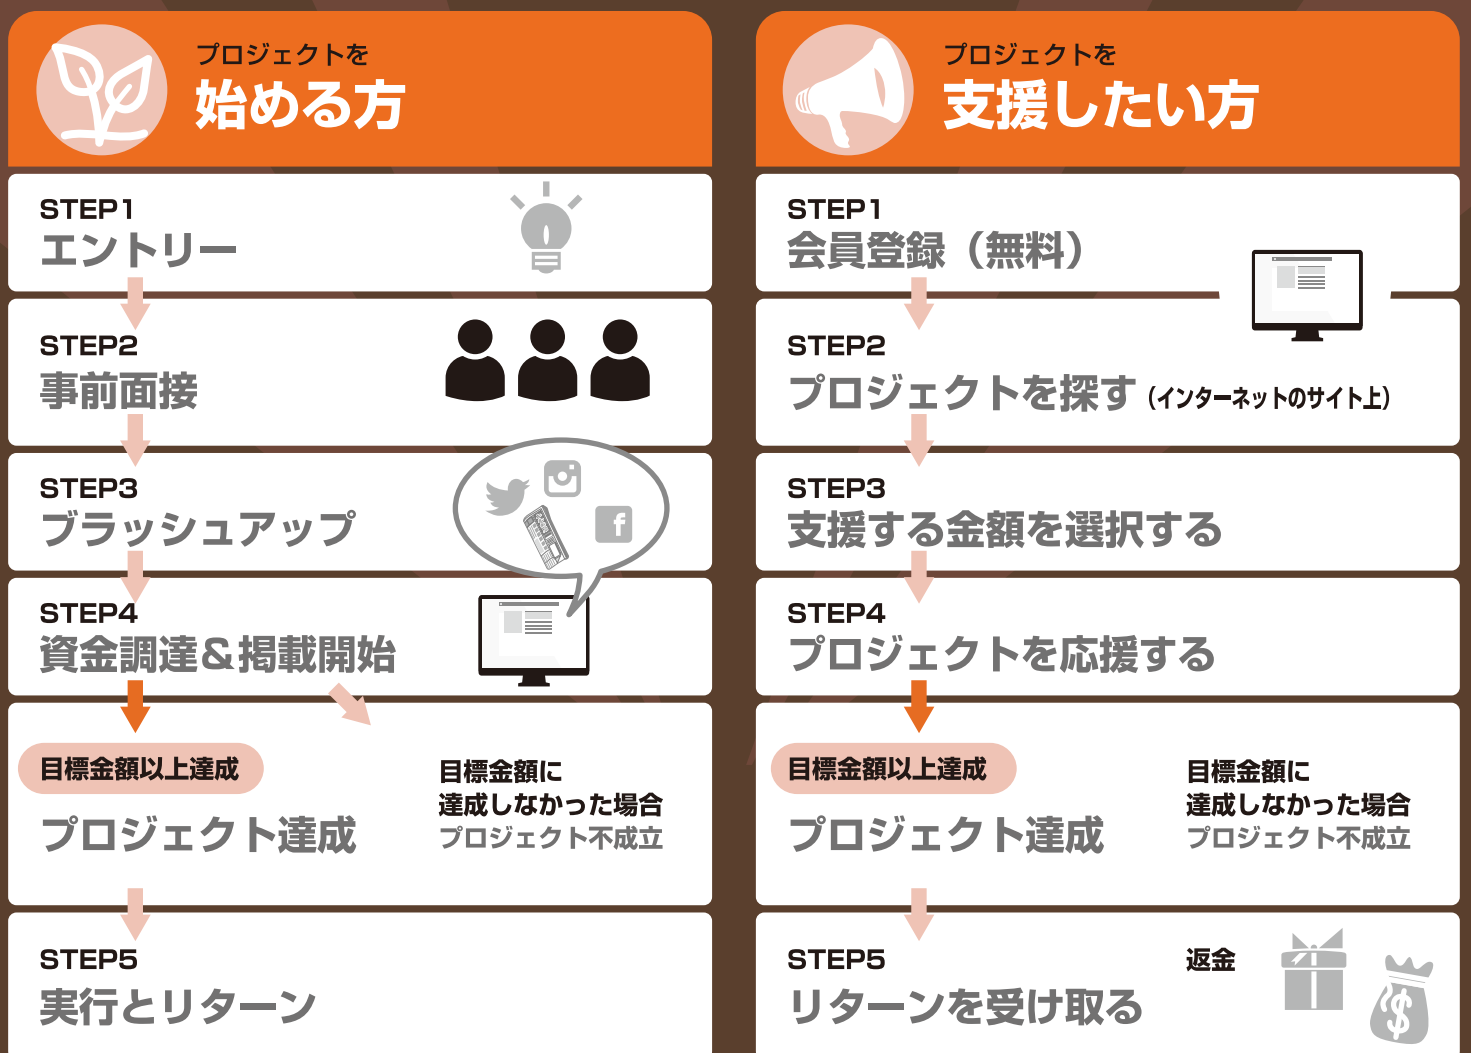 プロジェクトを
始める方
STEP1
エントリー
STEP2
事前面接
STEP3
ブラッシュアップ
STEP4
資金調達＆掲載開始
目標金額以上達成
プロジェクト達成
目標金額に
達成しなかった場合
プロジェクト不成立
STEP5
実行とリターン
プロジェクトを
支援したい方
STEP1
会員登録（無料）
STEP2
プロジェクトを探す（インターネットのサイト上）
STEP3
支援する金額を選択する
STEP4
プロジェクトを応援する
目標金額以上達成
プロジェクト達成
目標金額に
達成しなかった場合
プロジェクト不成立
STEP5
リターンを受け取る
返金